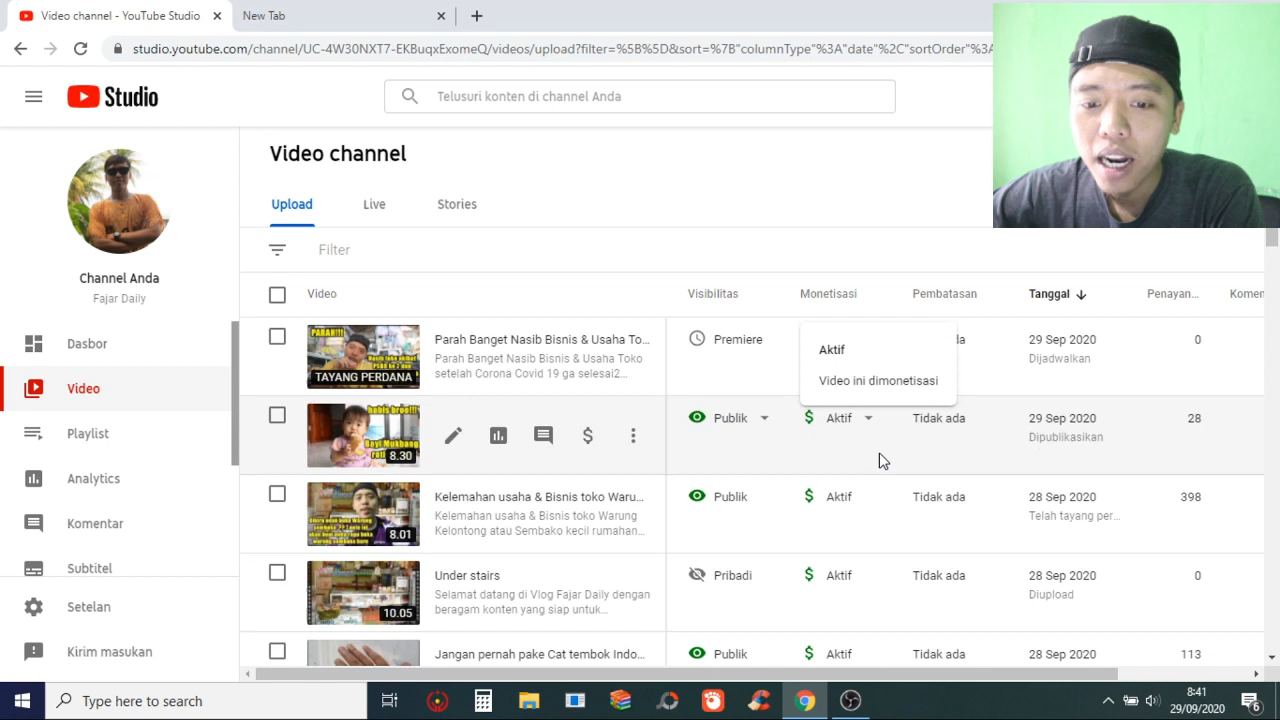 Video channel - YouTube Studio
New Tab
studio.youtube.com/channel/UC-4W30NXT7-EKBuqxExomeQ/videos/upload?filter=%5B%5D&sort=%7B"columnType"%3A"date"%2C"sortOrder"%3A
Studio
Telusuri konten di channel Anda
Video channel
Upload
Live
Stories
Filter
Channel Anda
Fajar Daily
Dasbor
Video
Playlist
Analytics
Komentar
Subtitel
Setelan
Kirim masukan
Video
Visibilitas
Monetisasi
Pembatasan
Tanggal
Penayan...
Komen
PARAH!!!
TAYANG PERDANA
Parah Banget Nasib Bisnis & Usaha To...
Parah Banget Nasib Bisnis & Usaha Toko
setelah Corona Covid 19 ga selesai2...
Premiere
Aktif
Video ini dimonetisasi
29 Sep 2020
Dijadwalkan
0
Habis broo!!!
Bayi Mukbang
roti
8.30
Publik
Aktif
Tidak ada
29 Sep 2020
Dipublikasikan
28
8.01
Kelemahan usaha & Bisnis toko Waru...
Kelemahan usaha & Bisnis toko Warung
Kelontong atau Sembako kecil rumahan...
Publik
Aktif
Tidak ada
28 Sep 2020
Telah tayang per...
398
10.05
Under stairs
Selamat datang di Vlog Fajar Daily dengan
beragam konten yang siap untuk...
Pribadi
Aktif
Tidak ada
28 Sep 2020
Diupload
0
Jangan pernah pake Cat tembok Indo...
Publik
Aktif
Tidak ada
28 Sep 2020
113
Type here to search
8:41
29/09/2020
6